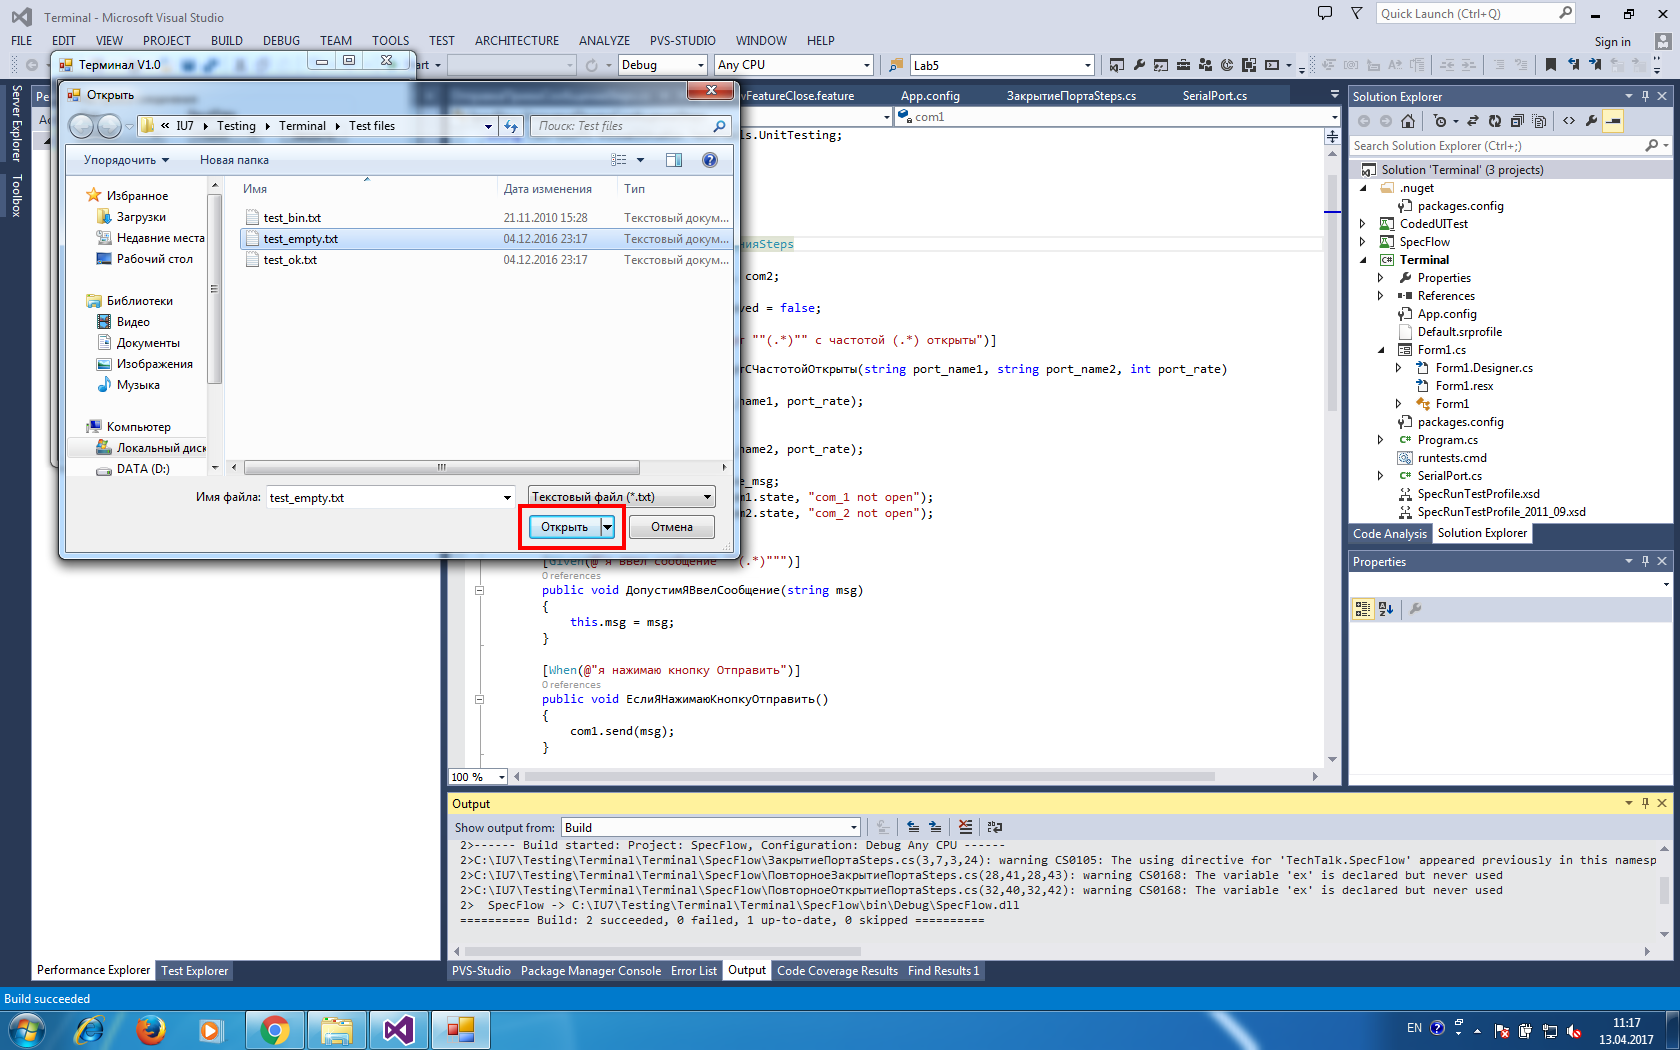 Terminal - Microsoft Visual Studio
Quick Launch (Ctrl+Q)
FILE EDIT VIEW PROJECT BUILD DEBUG TEAM TOOLS TEST ARCHITECTURE ANALYZE PVS-STUDIO WINDOW HELP
Sign in
Терминал V1.0
Debug
Any CPU
Lab5
Server Explorer
Toolbox
Открыть
« IU7 Testing Terminal Test files
Поиск: Test files
Упорядочить
Новая папка
Избранное
Загрузки
Недавние места
Рабочий стол
Библиотеки
Видео
Документы
Изображения
Музыка
Компьютер
Локальный диск
DATA (D:)
Имя Дата изменения Тип
test_bin.txt 21.11.2010 15:28 Текстовый докум...
test_empty.txt 04.12.2016 23:17 Текстовый докум...
test_ok.txt 04.12.2016 23:17 Текстовый докум...
Имя файла: test_empty.txt
Текстовый файл (*.txt)
Открыть
Отмена
vFeatureClose.feature App.config ЗакрытиеПортаSteps.cs SerialPort.cs
com1
ls.UnitTesting;
нияSteps
com2;
ved = false;
""(.*)"" с частотой (.*) открыты")]
СЧастотойОткрыты(string port_name1, string port_name2, int port_rate)
name1, port_rate);
name2, port_rate);
e_msg;
m1.state, "com_1 not open");
m2.state, "com_2 not open");
[Given(@"я ввел сообщение ""(.*)""")]
0 references
public void ДопустимЯВвелСообщение(string msg)
{
this.msg = msg;
}
[When(@"я нажимаю кнопку Отправить")]
0 references
public void ЕслиЯНажимаюКнопкуОтправить()
{
com1.send(msg);
}
100 %
Solution Explorer
Search Solution Explorer (Ctrl+;)
Solution 'Terminal' (3 projects)
.nuget
packages.config
CodedUITest
SpecFlow
Terminal
Properties
References
App.config
Default.srprofile
Form1.cs
Form1.Designer.cs
Form1.resx
Form1
packages.config
Program.cs
runtests.cmd
SerialPort.cs
SpecRunTestProfile.xsd
SpecRunTestProfile_2011_09.xsd
Code Analysis Solution Explorer
Properties
Output
Show output from: Build
2>------ Build started: Project: SpecFlow, Configuration: Debug Any CPU ------
2>C:\IU7\Testing\Terminal\Terminal\SpecFlow\ЗакрытиеПортаSteps.cs(3,7,3,24): warning CS0105: The using directive for 'TechTalk.SpecFlow' appeared previously in this namesp
2>C:\IU7\Testing\Terminal\Terminal\SpecFlow\ПовторноеЗакрытиеПортаSteps.cs(28,41,28,43): warning CS0168: The variable 'ex' is declared but never used
2>C:\IU7\Testing\Terminal\Terminal\SpecFlow\ПовторноеОткрытиеПортаSteps.cs(32,40,32,42): warning CS0168: The variable 'ex' is declared but never used
2> SpecFlow -> C:\IU7\Testing\Terminal\Terminal\SpecFlow\bin\Debug\SpecFlow.dll
========== Build: 2 succeeded, 0 failed, 1 up-to-date, 0 skipped ==========
Performance Explorer Test Explorer
PVS-Studio Package Manager Console Error List Output Code Coverage Results Find Results 1
Build succeeded
EN
11:17
13.04.2017